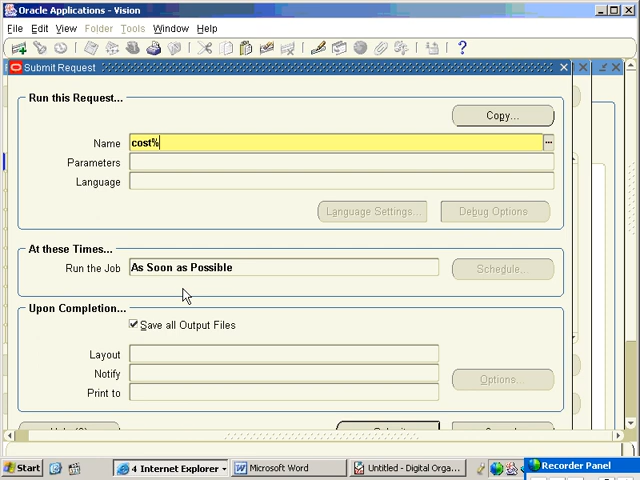 Oracle Applications - Vision
File Edit View Folder Tools Window Help
Submit Request
Run this Request...
Copy...
Name cost%
Parameters
Language
Language Settings... Debug Options
At these Times...
Run the Job As Soon as Possible Schedule...
Upon Completion...
Save all Output Files
Layout
Notify Options...
Print to
Start 4 Internet Explorer Microsoft Word Untitled - Digital Orga... Recorder Panel